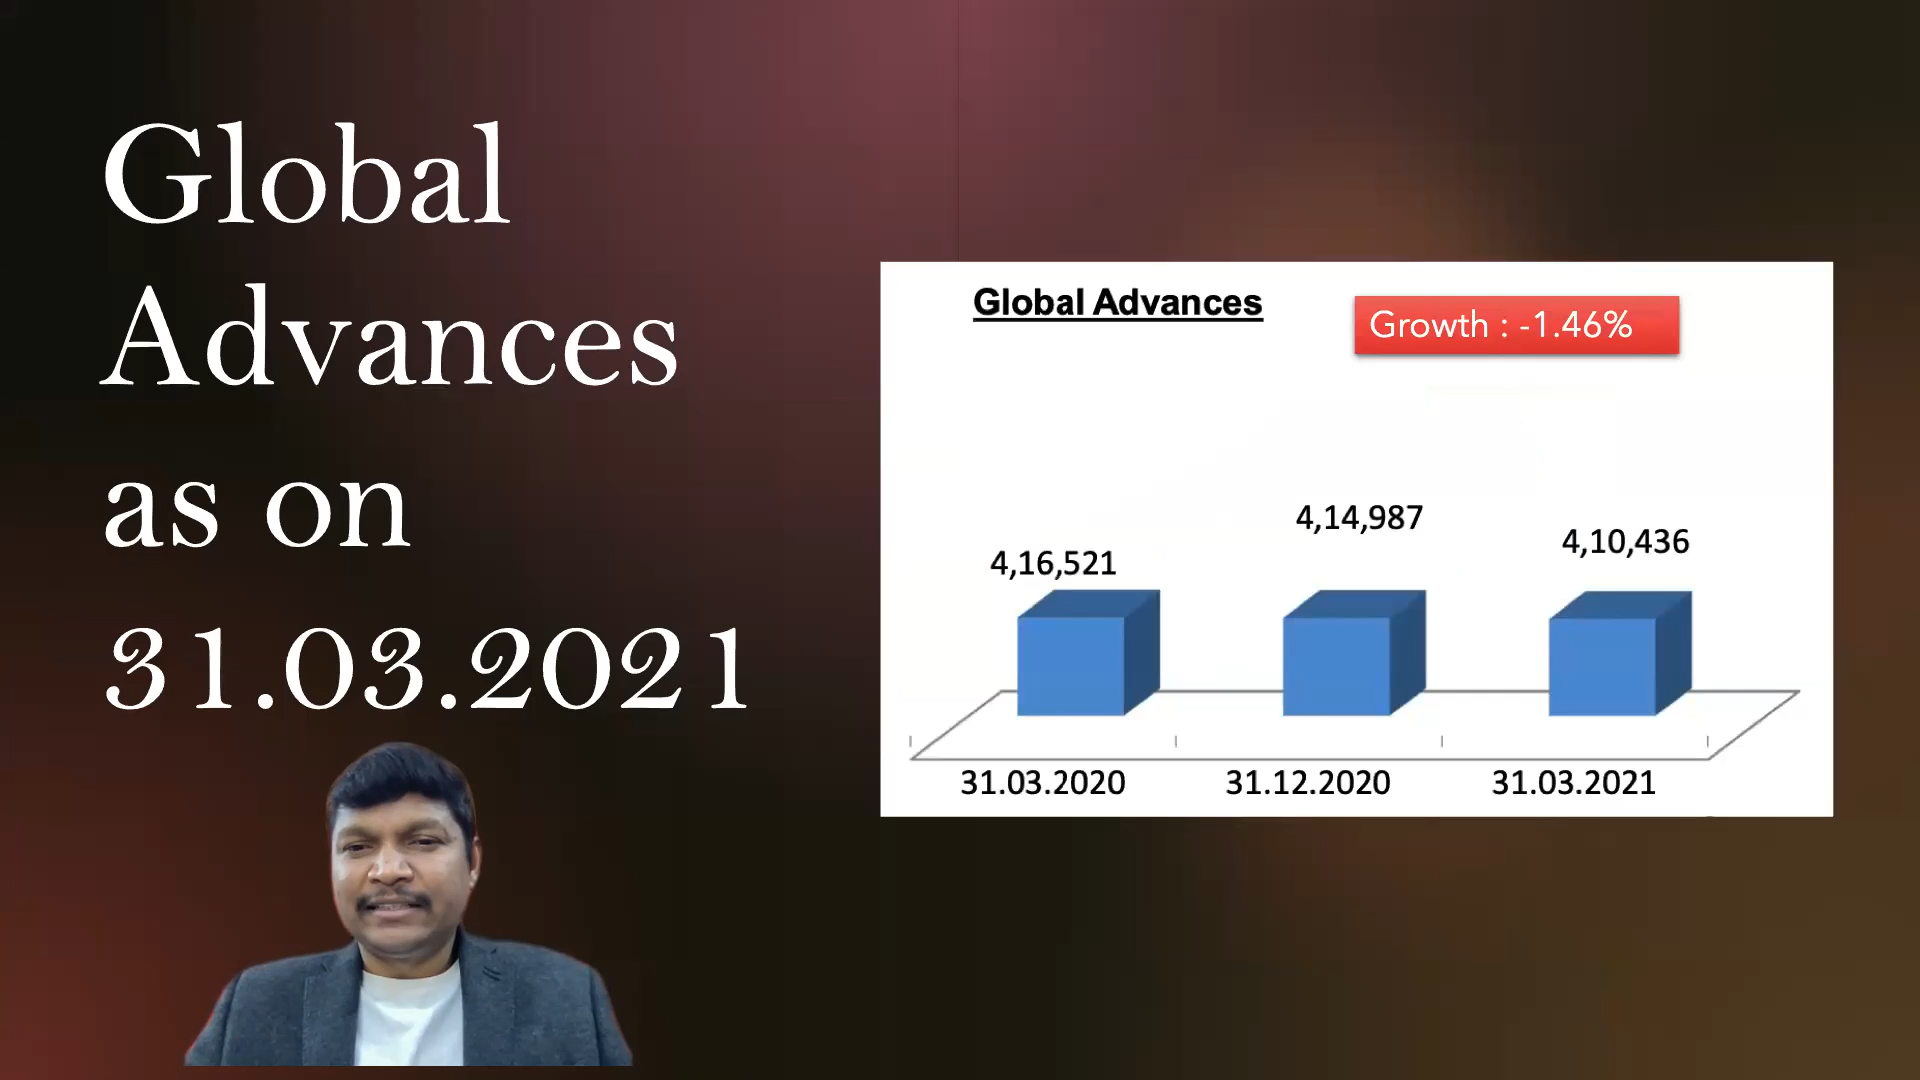 Global
Advances
as on
31.03.2021
Global Advances
Growth : -1.46%
4,16,521
4,14,987
4,10,436
31.03.2020
31.12.2020
31.03.2021